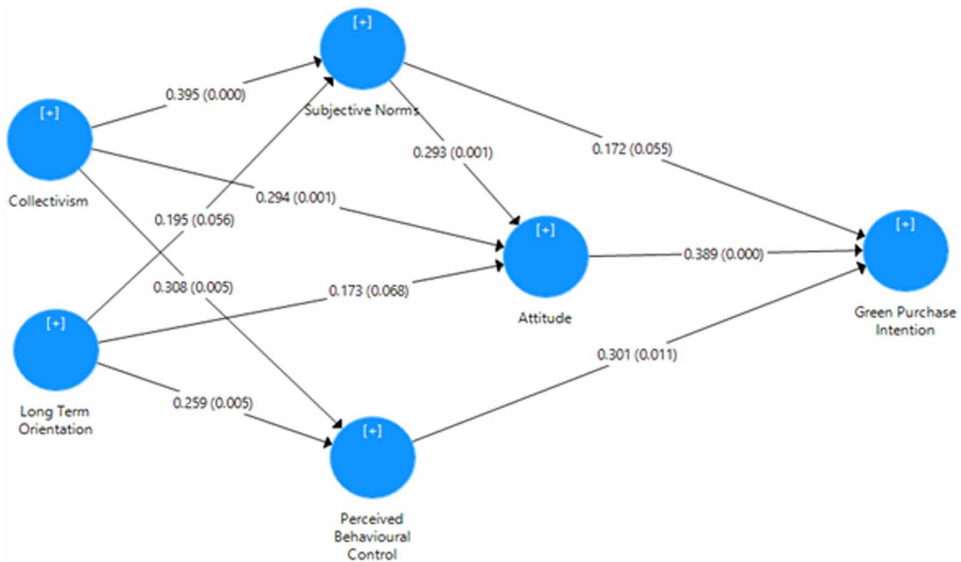 [+]
Subjective Norms
0.395 (0.000)
[+]
Collectivism
0.293 (0.001)
0.172 (0.055)
0.294 (0.001)
0.195 (0.056)
[+]
Attitude
0.389 (0.000)
[+]
Green Purchase
Intention
0.308 (0.005)
0.173 (0.068)
[+]
Long Term
Orientation
0.259 (0.005)
0.301 (0.011)
[+]
Perceived
Behavioural
Control